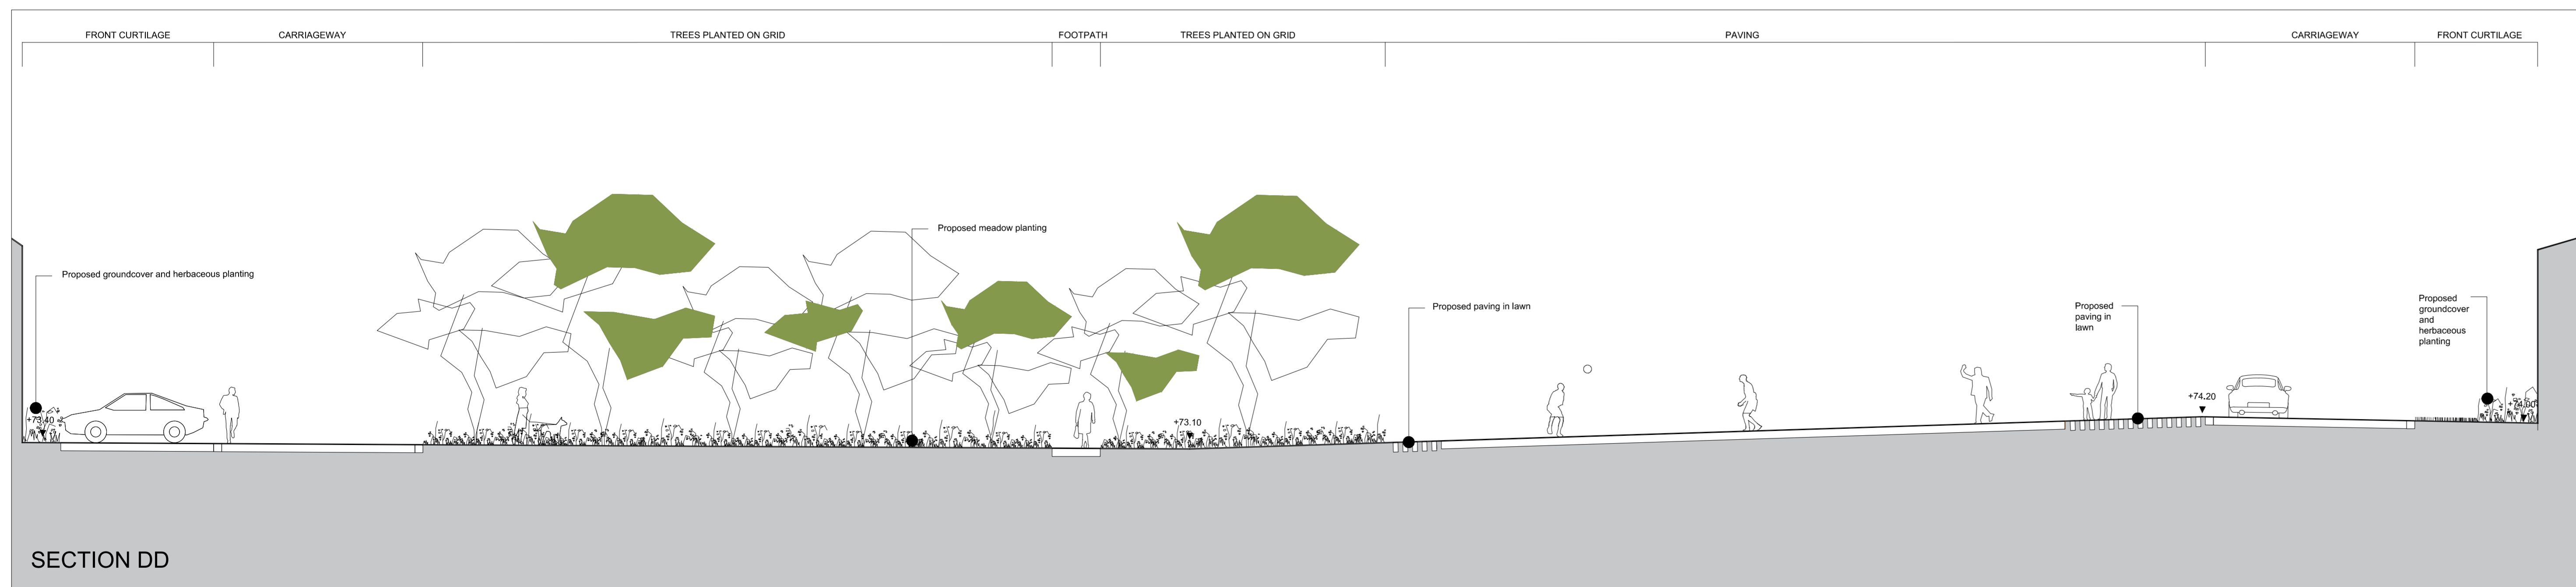 FRONT CURTILAGE
CARRIAGEWAY
TREES PLANTED ON GRID
FOOTPATH
TREES PLANTED ON GRID
PAVING
CARRIAGEWAY
FRONT CURTILAGE
Proposed meadow planting
Proposed groundcover and herbaceous planting
Proposed paving in lawn
Proposed
paving in
lawn
Proposed
groundcover
and
herbaceous
planting
+73.40
+73.10
+74.20
+74.00
SECTION DD